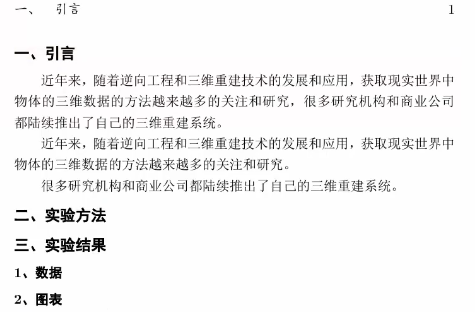 一、 引言 1
一、引言
近年来，随着逆向工程和三维重建技术的发展和应用，获取现实世界中
物体的三维数据的方法越来越多的关注和研究，很多研究机构和商业公司
都陆续推出了自己的三维重建系统。
近年来，随着逆向工程和三维重建技术的发展和应用，获取现实世界中
物体的三维数据的方法越来越多的关注和研究。
很多研究机构和商业公司都陆续推出了自己的三维重建系统。
二、实验方法
三、实验结果
1、数据
2、图表